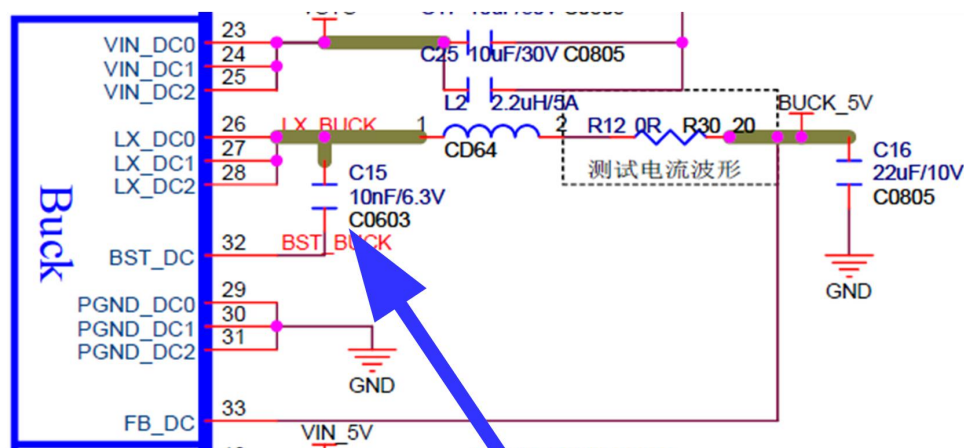 23
VIN_DC0
24
C25 10uF/30V C0805
VIN_DC1
25
VIN_DC2
L2 2.2uH/5A
BUCK_5V
26
LX_BUCK 1
2 R12 0R R30 20
LX_DC0
27
CD64
C16
LX_DC1
28
测试电流波形
22uF/10V
LX_DC2
C15
C0805
10nF/6.3V
C0603
Buck
32
BST_BUCK
BST_DC
GND
29
PGND_DC0
30
PGND_DC1
31
PGND_DC2
GND
33
FB_DC
VIN_5V